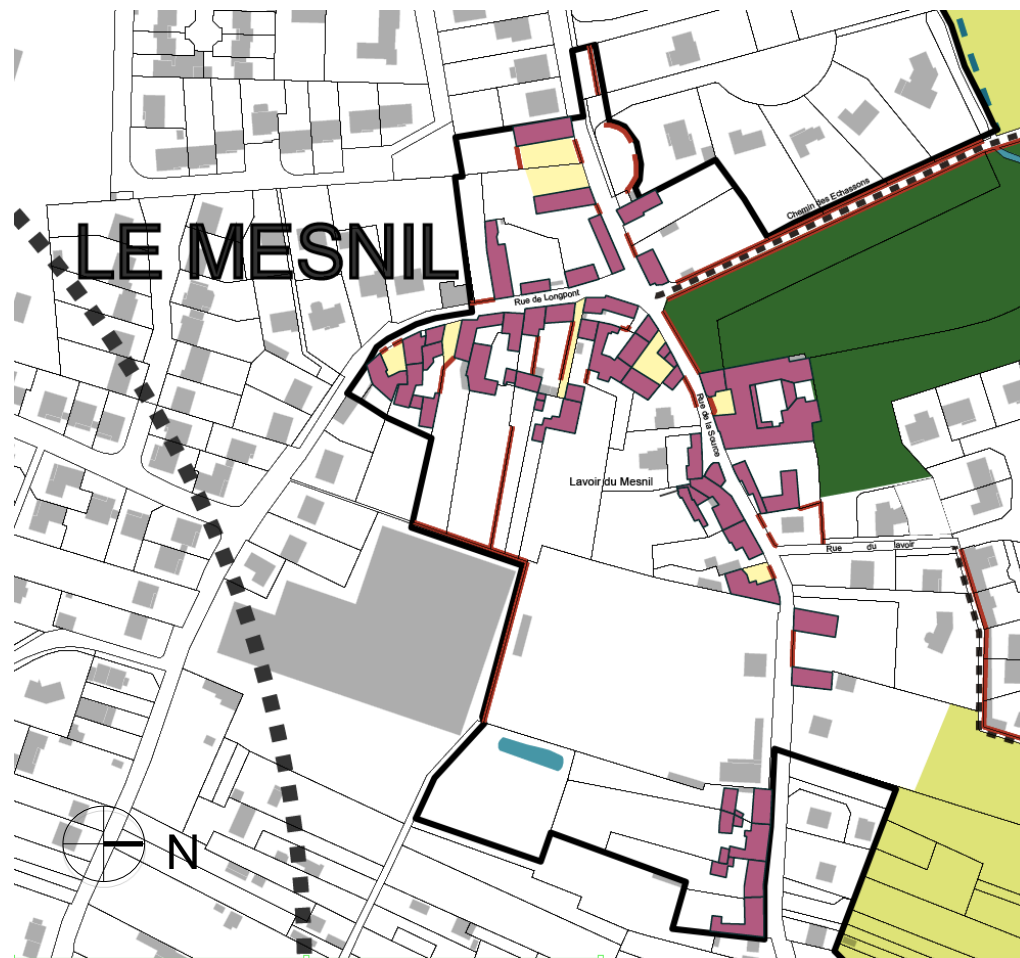 Chemin des Echassons
LE MESNIL
Rue de Longpont
Rue de la Source
Lavoir du Mesnil
Rue du lavoir
N